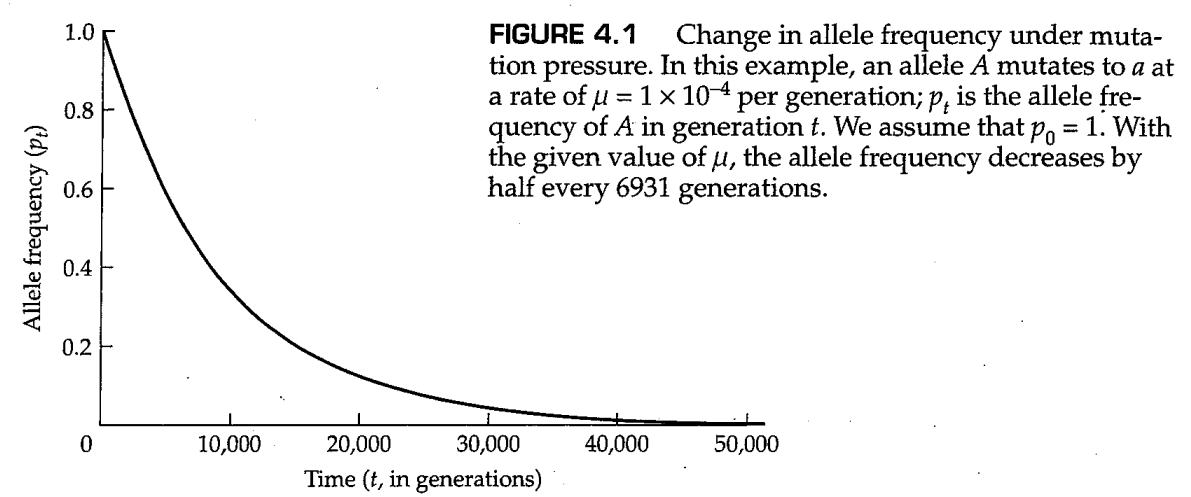 FIGURE 4.1 Change in allele frequency under muta-
tion pressure. In this example, an allele A mutates to a at
a rate of μ = 1 × 10⁻⁴ per generation; pₜ is the allele fre-
quency of A in generation t. We assume that p₀ = 1. With
the given value of μ, the allele frequency decreases by
half every 6931 generations.
Allele frequency (pₜ)
1.0
0.8
0.6
0.4
0.2
0 10,000 20,000 30,000 40,000 50,000
Time (t, in generations)